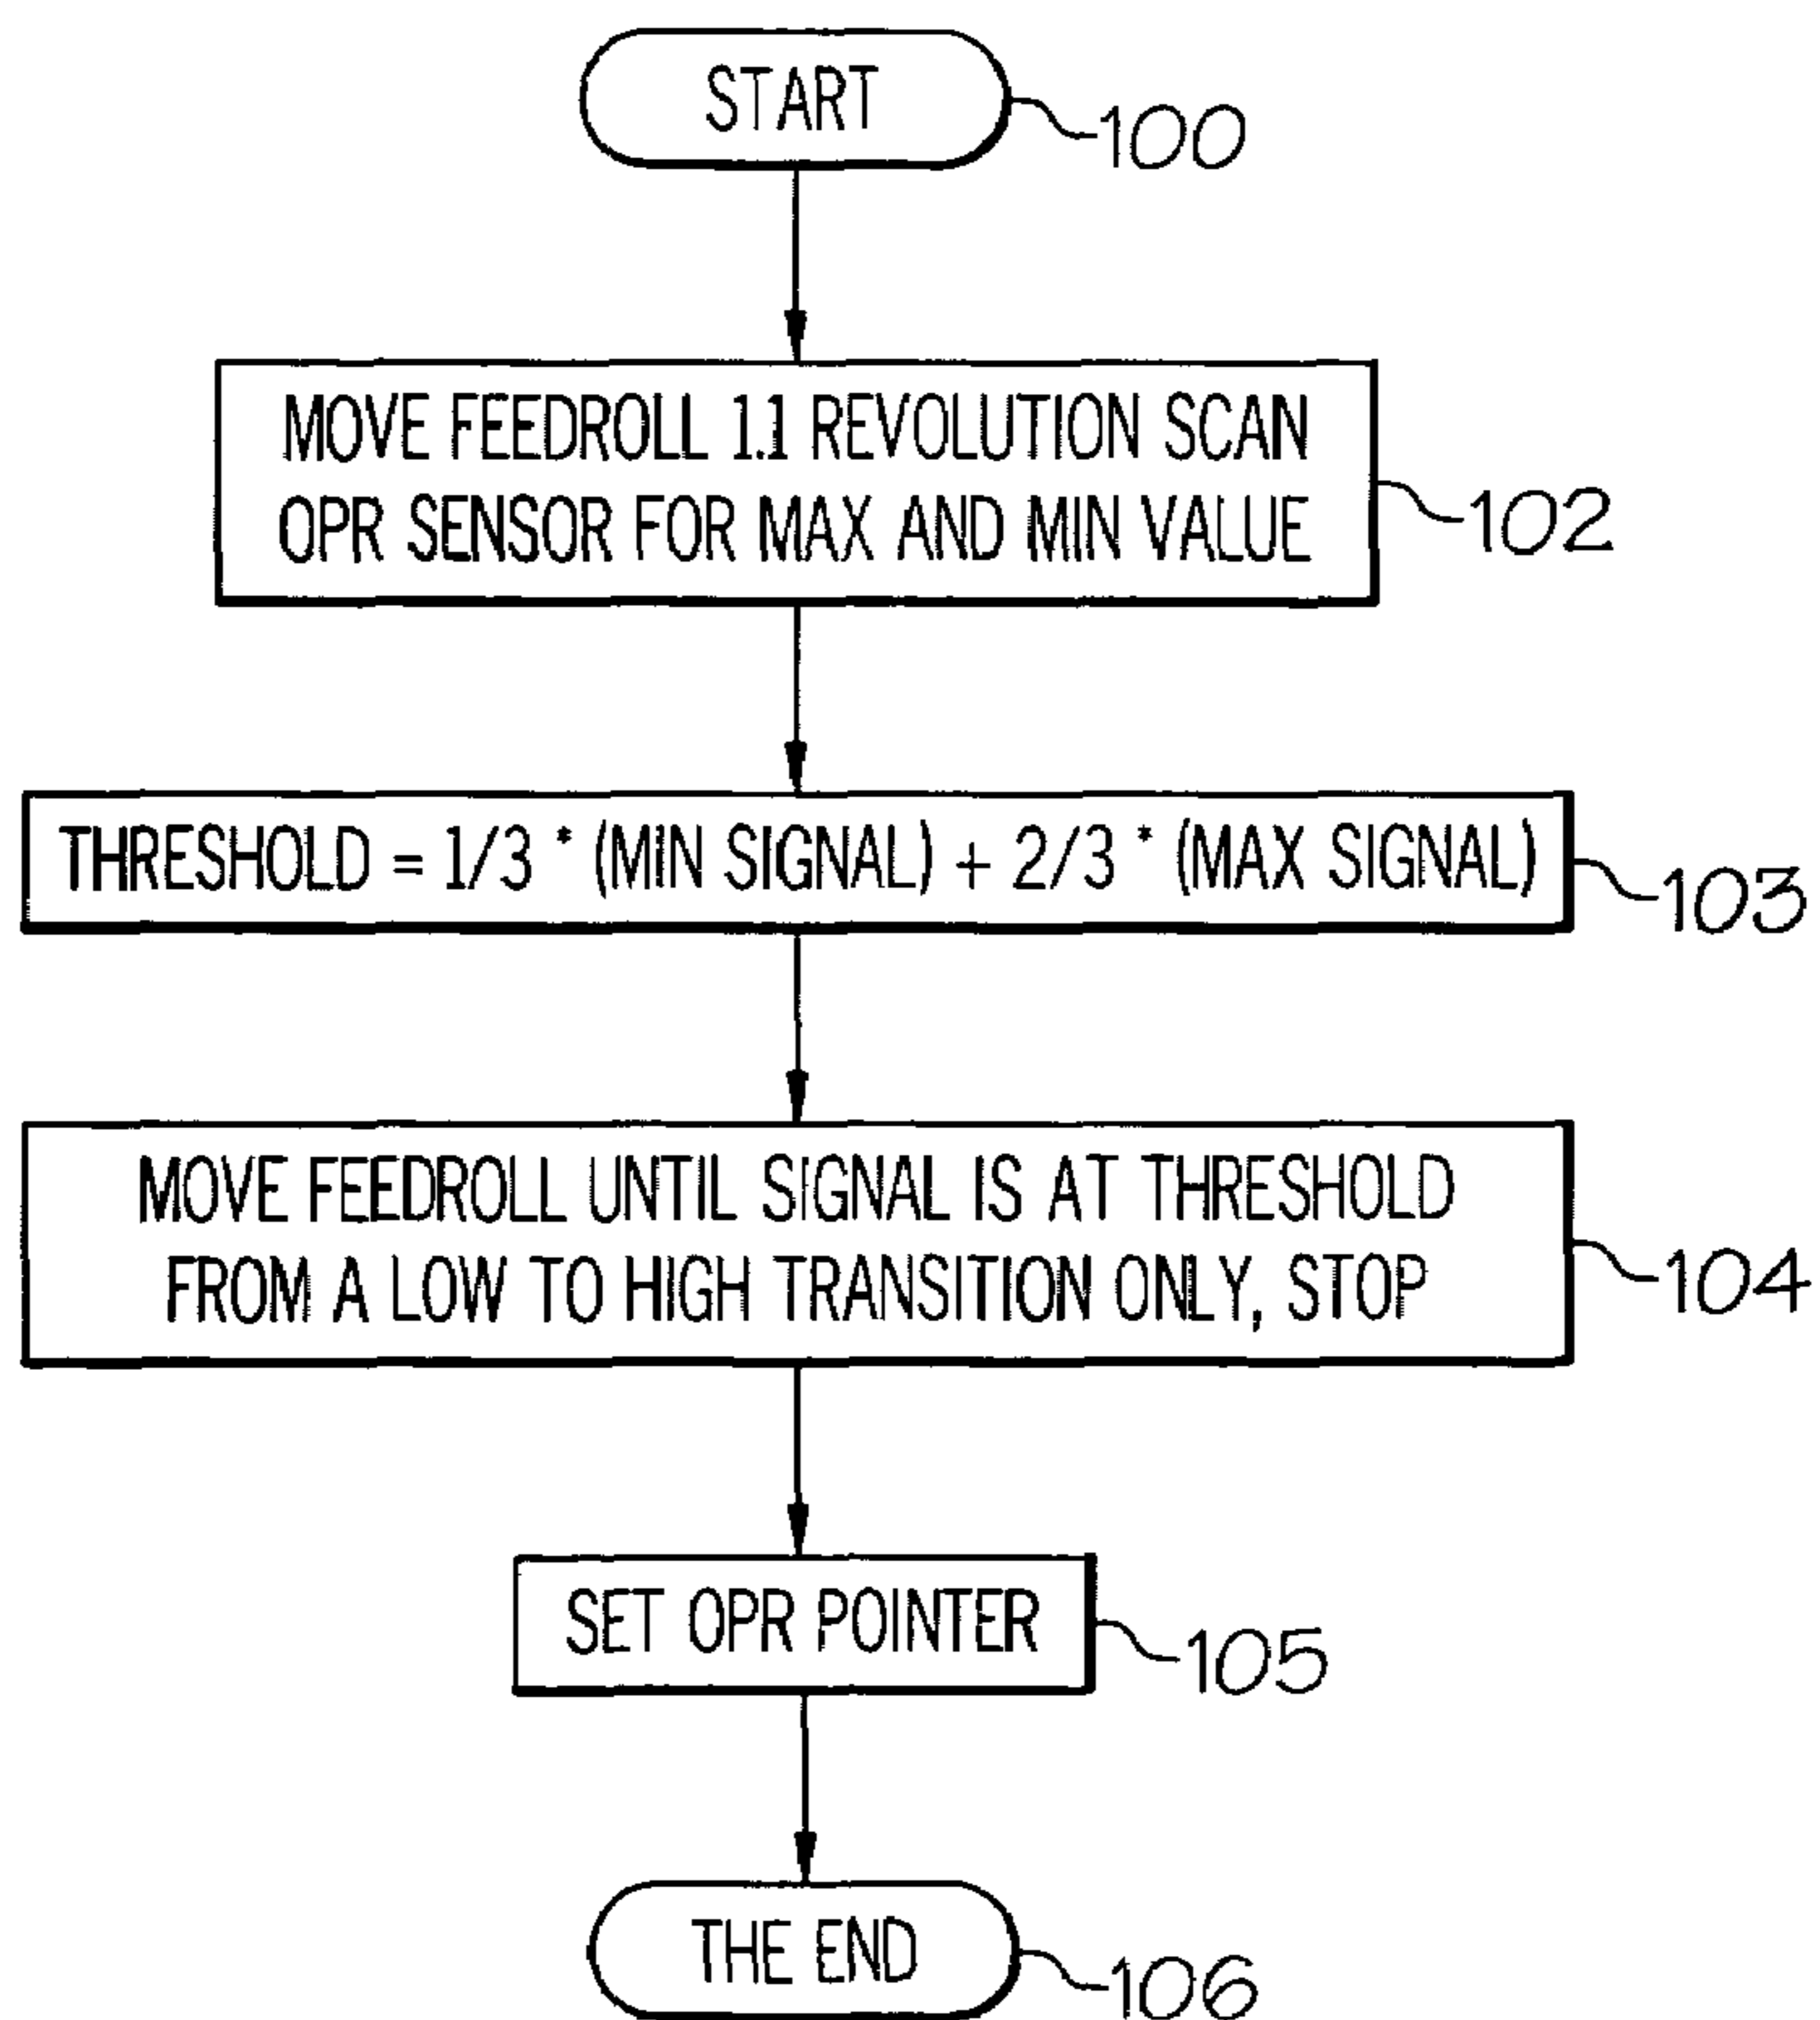 START
100
MOVE FEEDROLL 1.1 REVOLUTION SCAN
OPR SENSOR FOR MAX AND MIN VALUE
102
THRESHOLD = 1/3 * (MIN SIGNAL) + 2/3 * (MAX SIGNAL)
103
MOVE FEEDROLL UNTIL SIGNAL IS AT THRESHOLD
FROM A LOW TO HIGH TRANSITION ONLY, STOP
104
SET OPR POINTER
105
THE END
106